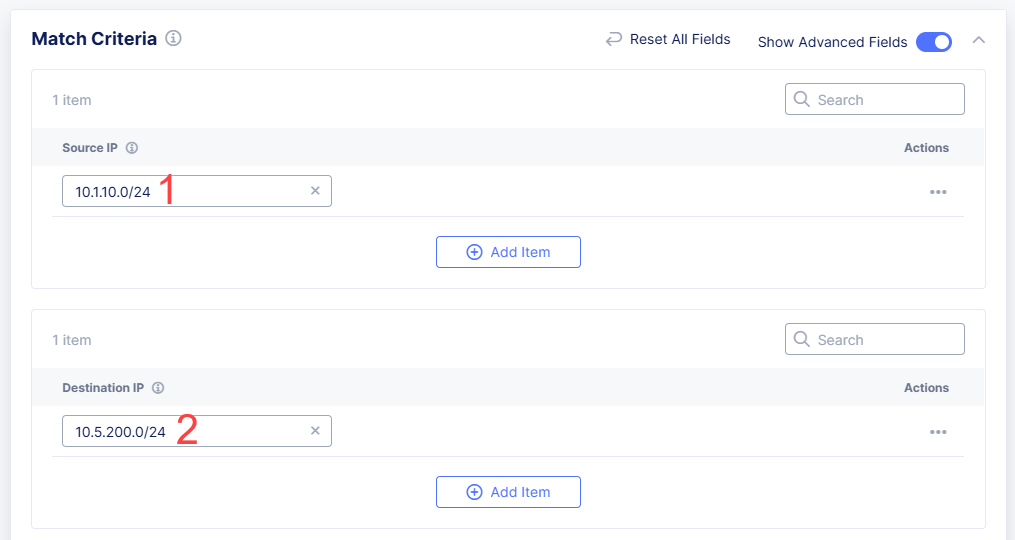 Match Criteria
Reset All Fields
Show Advanced Fields
1 item
Search
Source IP
Actions
10.1.10.0/24 1
Add Item
1 item
Search
Destination IP
Actions
10.5.200.0/24 2
Add Item